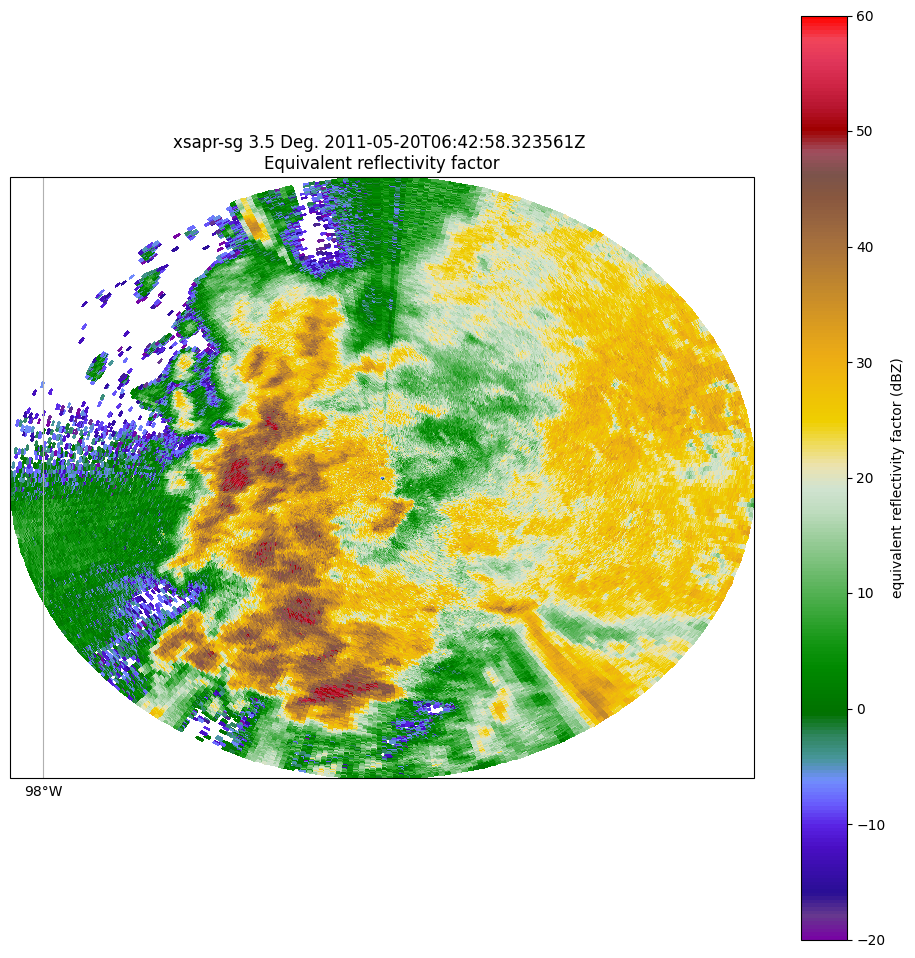 xsapr-sg 3.5 Deg. 2011-05-20T06:42:58.323561Z
Equivalent reflectivity factor
98°W
60
50
40
30
20
10
0
−10
−20
equivalent reflectivity factor (dBZ)